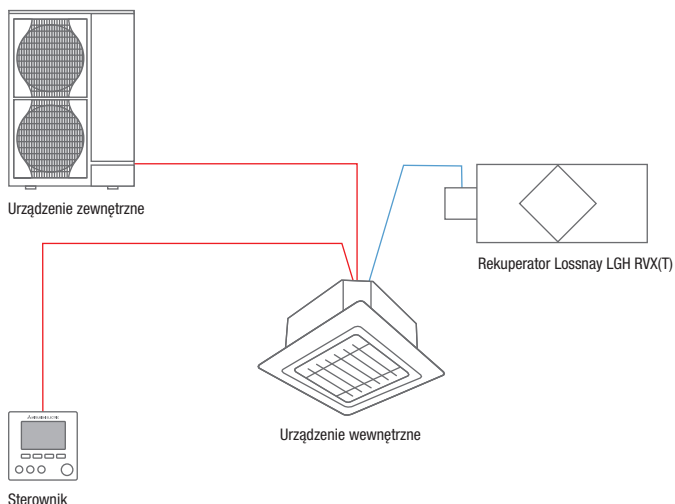 Urządzenie zewnętrzne
Rekuperator Lossnay LGH RVX(T)
Urządzenie wewnętrzne
Sterownik